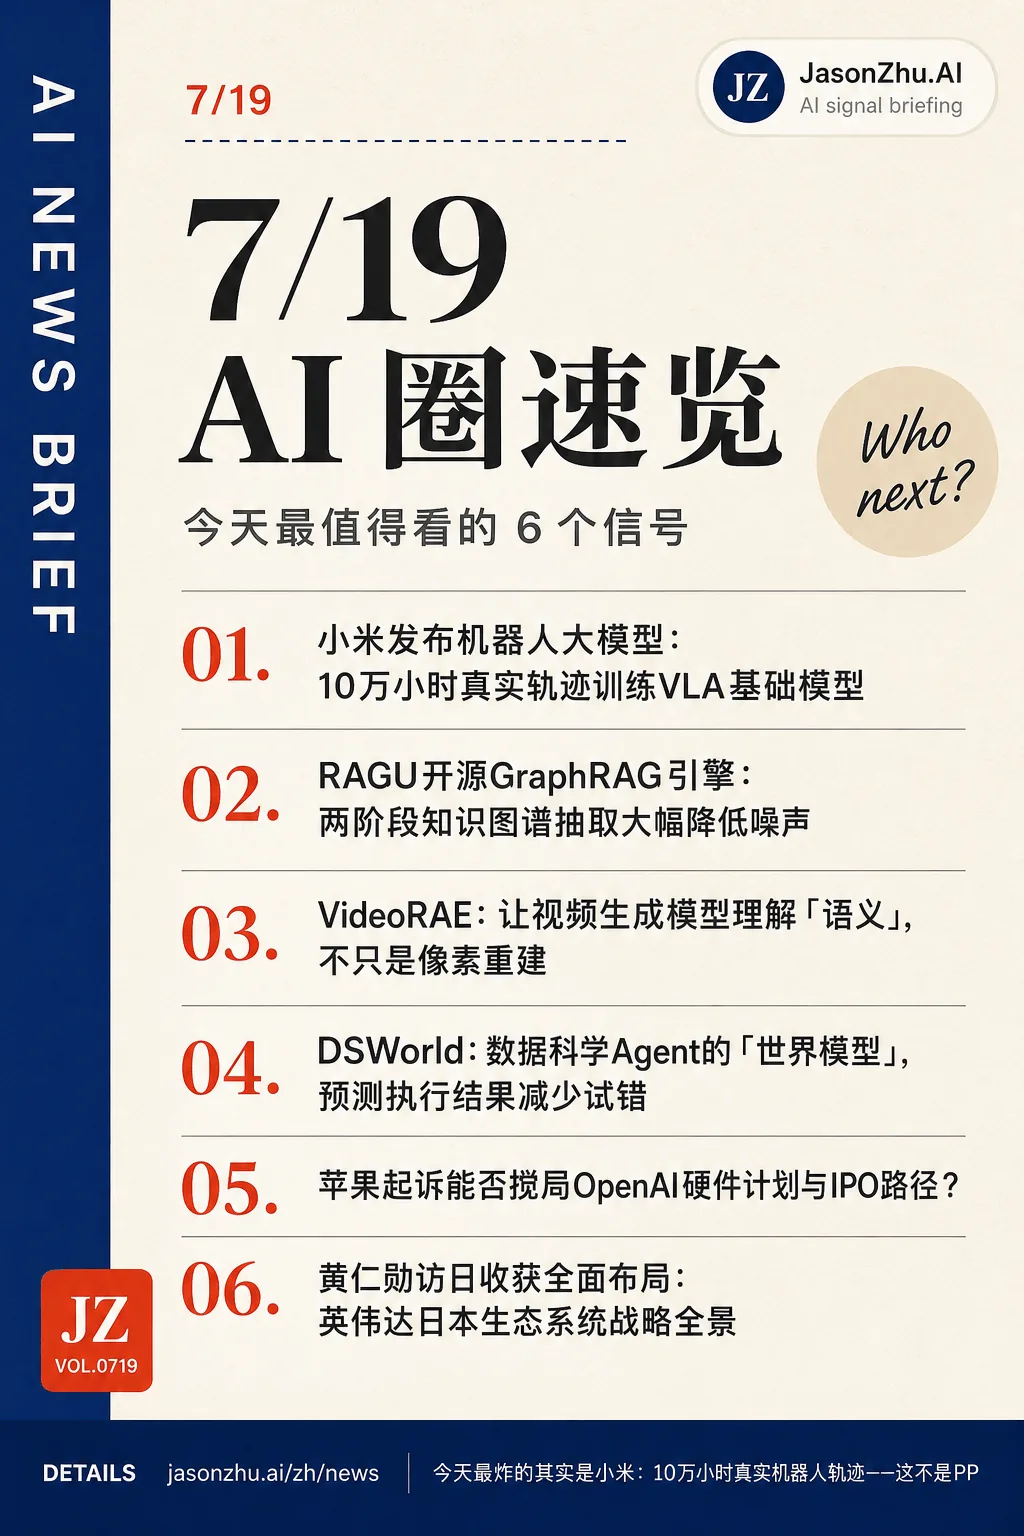 AI NEWS BRIEF
7/19
JZ
JasonZhu.AI
AI signal briefing
7/19
AI 圈速览
Who
next?
今天最值得看的 6 个信号
01.
小米发布机器人大模型：
10万小时真实轨迹训练VLA基础模型
02.
RAGU开源GraphRAG引擎：
两阶段知识图谱抽取大幅降低噪声
03.
VideoRAE：让视频生成模型理解「语义」，
不只是像素重建
04.
DSWorld：数据科学Agent的「世界模型」，
预测执行结果减少试错
05.
苹果起诉能否搅局OpenAI硬件计划与IPO路径？
06.
黄仁勋访日收获全面布局：
英伟达日本生态系统战略全景
JZ
VOL.0719
DETAILS
jasonzhu.ai/zh/news
今天最炸的其实是小米：10万小时真实机器人轨迹——这不是PP